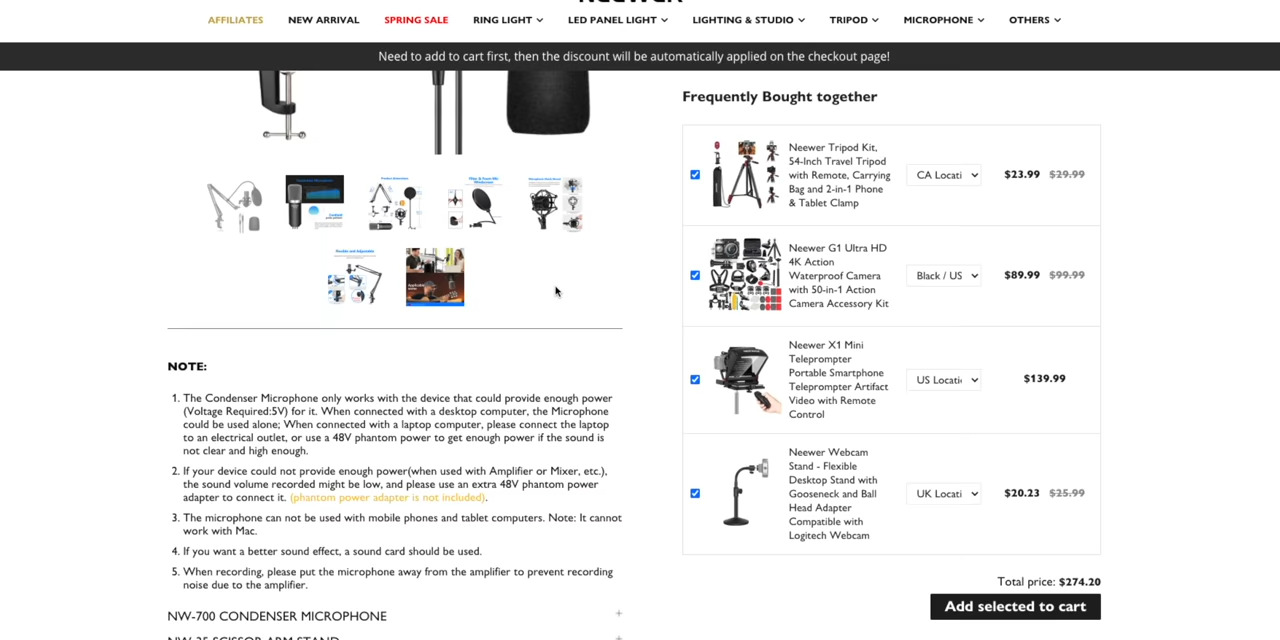 NEEWER
AFFILIATES NEW ARRIVAL SPRING SALE RING LIGHT LED PANEL LIGHT LIGHTING & STUDIO TRIPOD MICROPHONE OTHERS
Need to add to cart first, then the discount will be automatically applied on the checkout page!
NOTE:
1. The Condenser Microphone only works with the device that could provide enough power
(Voltage Required:5V) for it. When connected with a desktop computer, the Microphone
could be used alone; When connected with a laptop computer, please connect the laptop
to an electrical outlet, or use a 48V phantom power to get enough power if the sound is
not clear and high enough.
2. If your device could not provide enough power(when used with Amplifier or Mixer, etc.),
the sound volume recorded might be low, and please use an extra 48V phantom power
adapter to connect it. (phantom power adapter is not included).
3. The microphone can not be used with mobile phones and tablet computers. Note: It cannot
work with Mac.
4. If you want a better sound effect, a sound card should be used.
5. When recording, please put the microphone away from the amplifier to prevent recording
noise due to the amplifier.
NW-700 CONDENSER MICROPHONE +
NW-35 SCISSOR ARM STAND +
Frequently Bought together
Neewer Tripod Kit,
54-Inch Travel Tripod
with Remote, Carrying
Bag and 2-in-1 Phone
& Tablet Clamp
CA Locati
$23.99 $29.99
Neewer G1 Ultra HD
4K Action
Waterproof Camera
with 50-in-1 Action
Camera Accessory Kit
Black / US
$89.99 $99.99
Neewer X1 Mini
Teleprompter
Portable Smartphone
Teleprompter Artifact
Video with Remote
Control
US Locati
$139.99
Neewer Webcam
Stand - Flexible
Desktop Stand with
Gooseneck and Ball
Head Adapter
Compatible with
Logitech Webcam
UK Locati
$20.23 $25.99
Total price: $274.20
Add selected to cart